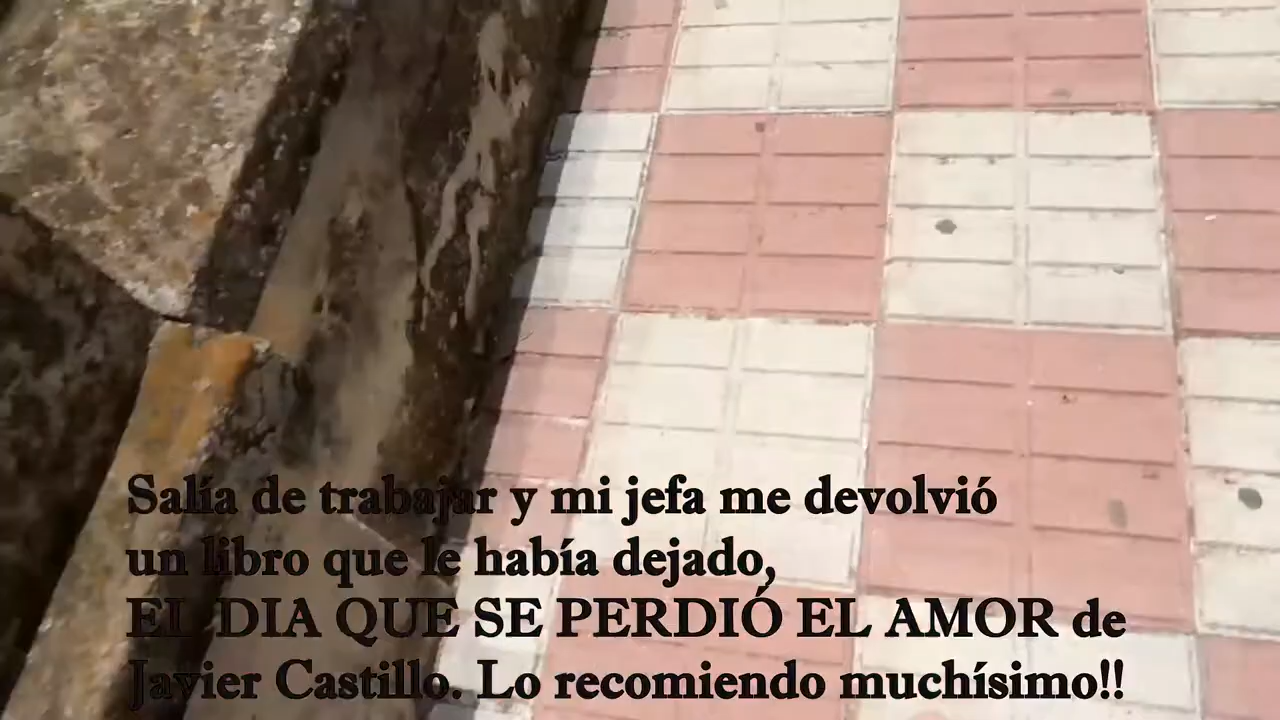 Salía de trabajar y mi jefa me devolvió
un libro que le había dejado,
EL DIA QUE SE PERDIÓ EL AMOR de
Javier Castillo. Lo recomiendo muchísimo!!